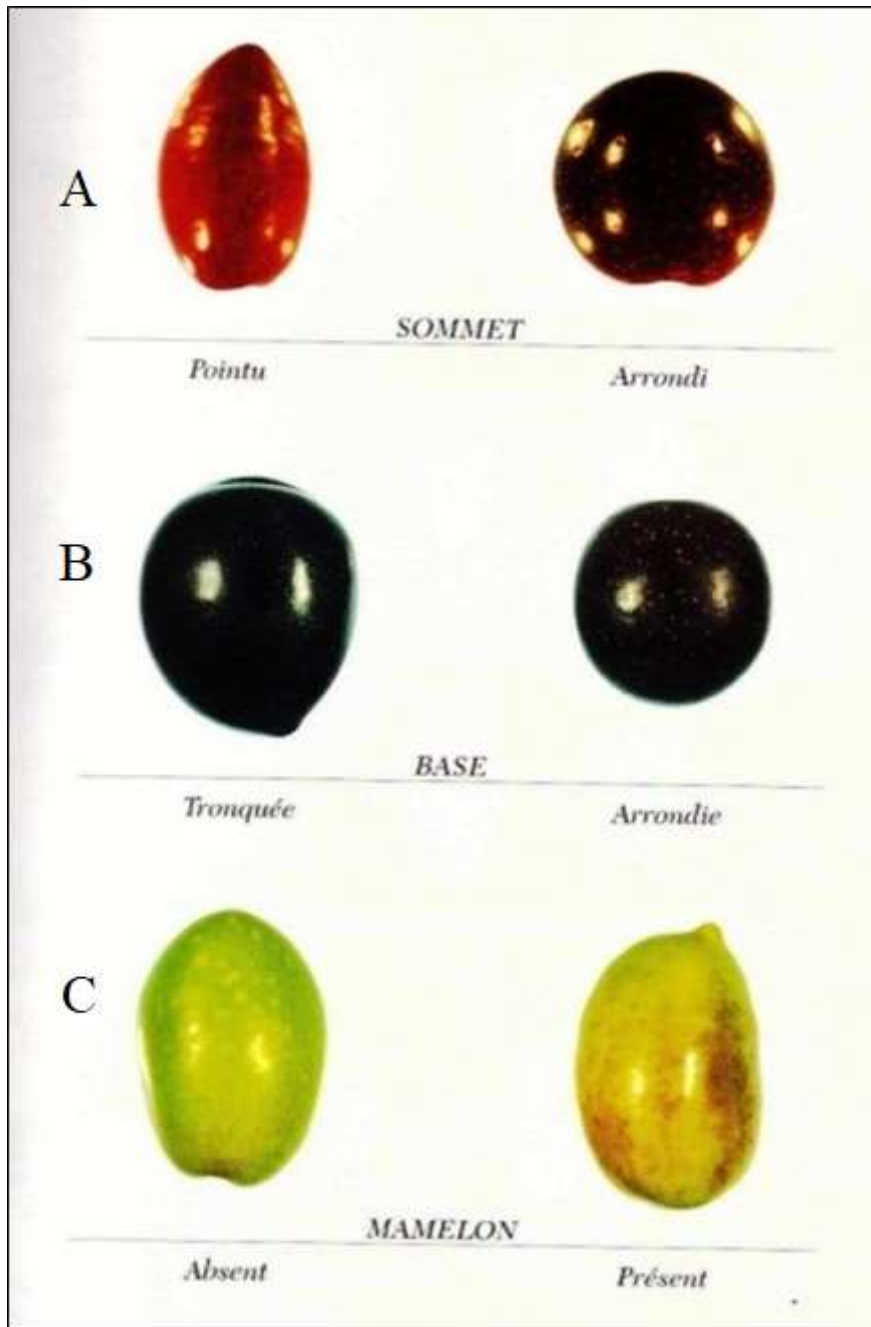 A
SOMMET
Pointu Arrondi
B
BASE
Tronquée Arrondie
C
MAMELON
Absent Présent